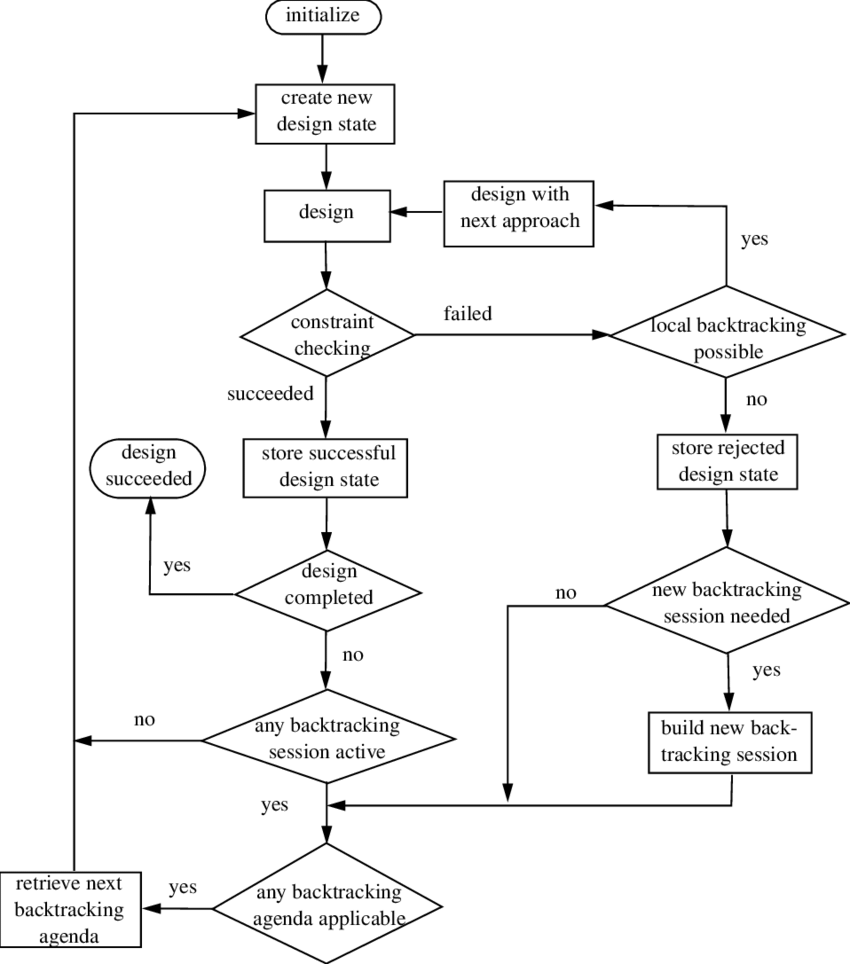 initialize
create new
design state
design
design with
next approach
yes
constraint
checking
failed
local backtracking
possible
succeeded
no
design
succeeded
store successful
design state
store rejected
design state
yes
design
completed
no
new backtracking
session needed
no
yes
no
any backtracking
session active
build new back-
tracking session
yes
retrieve next
backtracking
agenda
yes
any backtracking
agenda applicable